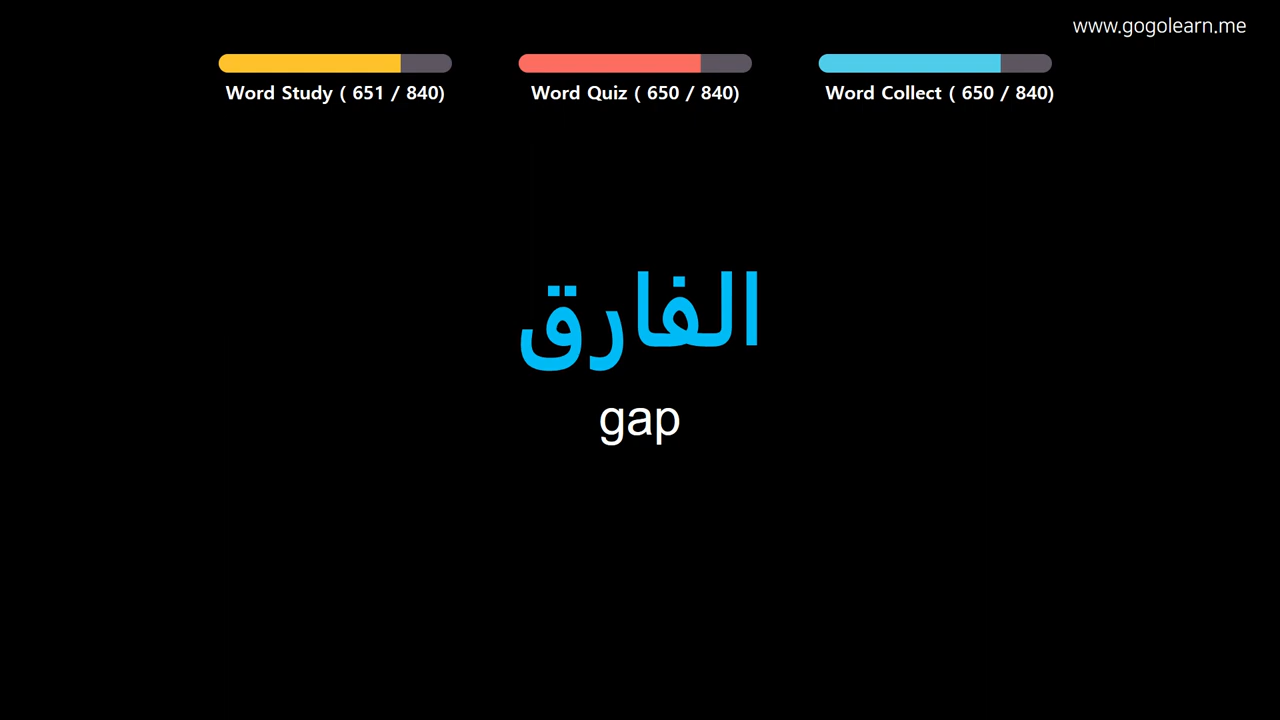 www.gogolearn.me
Word Study ( 651 / 840)
Word Quiz ( 650 / 840)
Word Collect ( 650 / 840)
الفارق
gap